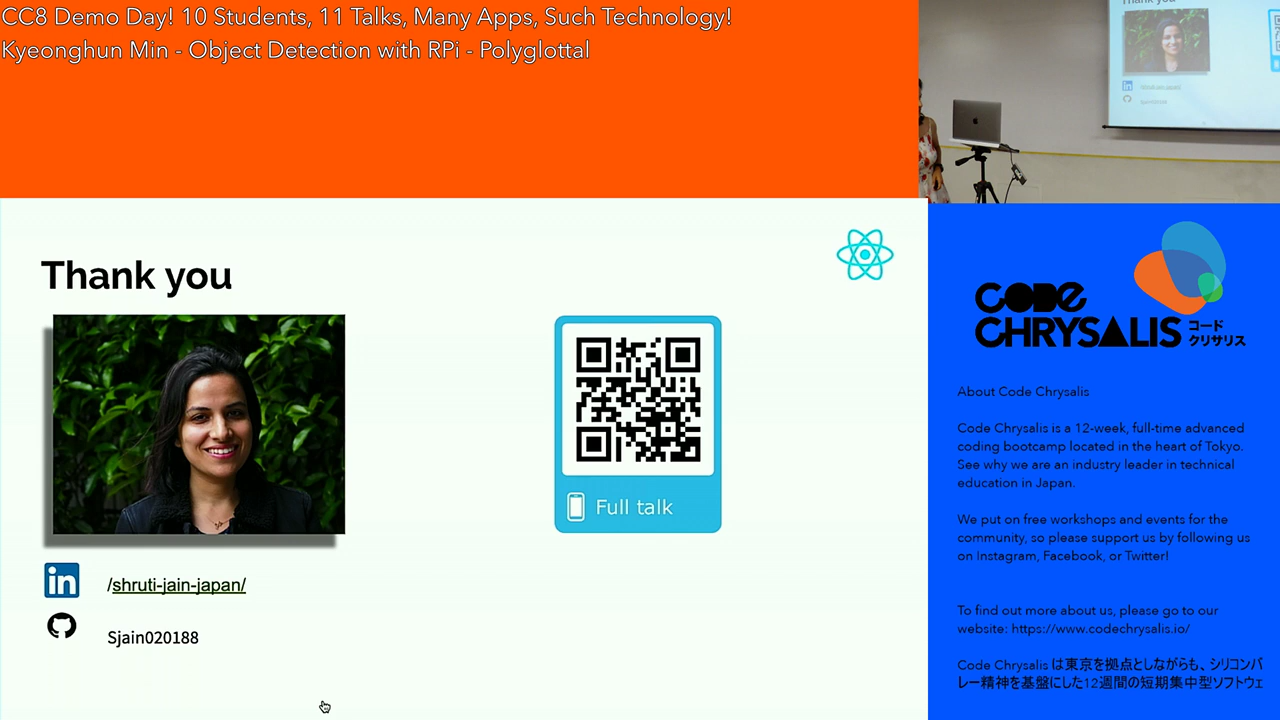 CC8 Demo Day! 10 Students, 11 Talks, Many Apps, Such Technology!
Kyeonghun Min - Object Detection with RPi - Polyglottal
Thank you
Full talk
/shruti-jain-japan/
Sjain020188
CODE
CHRYSALIS コード
クリサリス
About Code Chrysalis
Code Chrysalis is a 12-week, full-time advanced
coding bootcamp located in the heart of Tokyo.
See why we are an industry leader in technical
education in Japan.
We put on free workshops and events for the
community, so please support us by following us
on Instagram, Facebook, or Twitter!
To find out more about us, please go to our
website: https://www.codechrysalis.io/
Code Chrysalis は東京を拠点としながらも、シリコンバ
レー精神を基盤にした12週間の短期集中型ソフトウェ